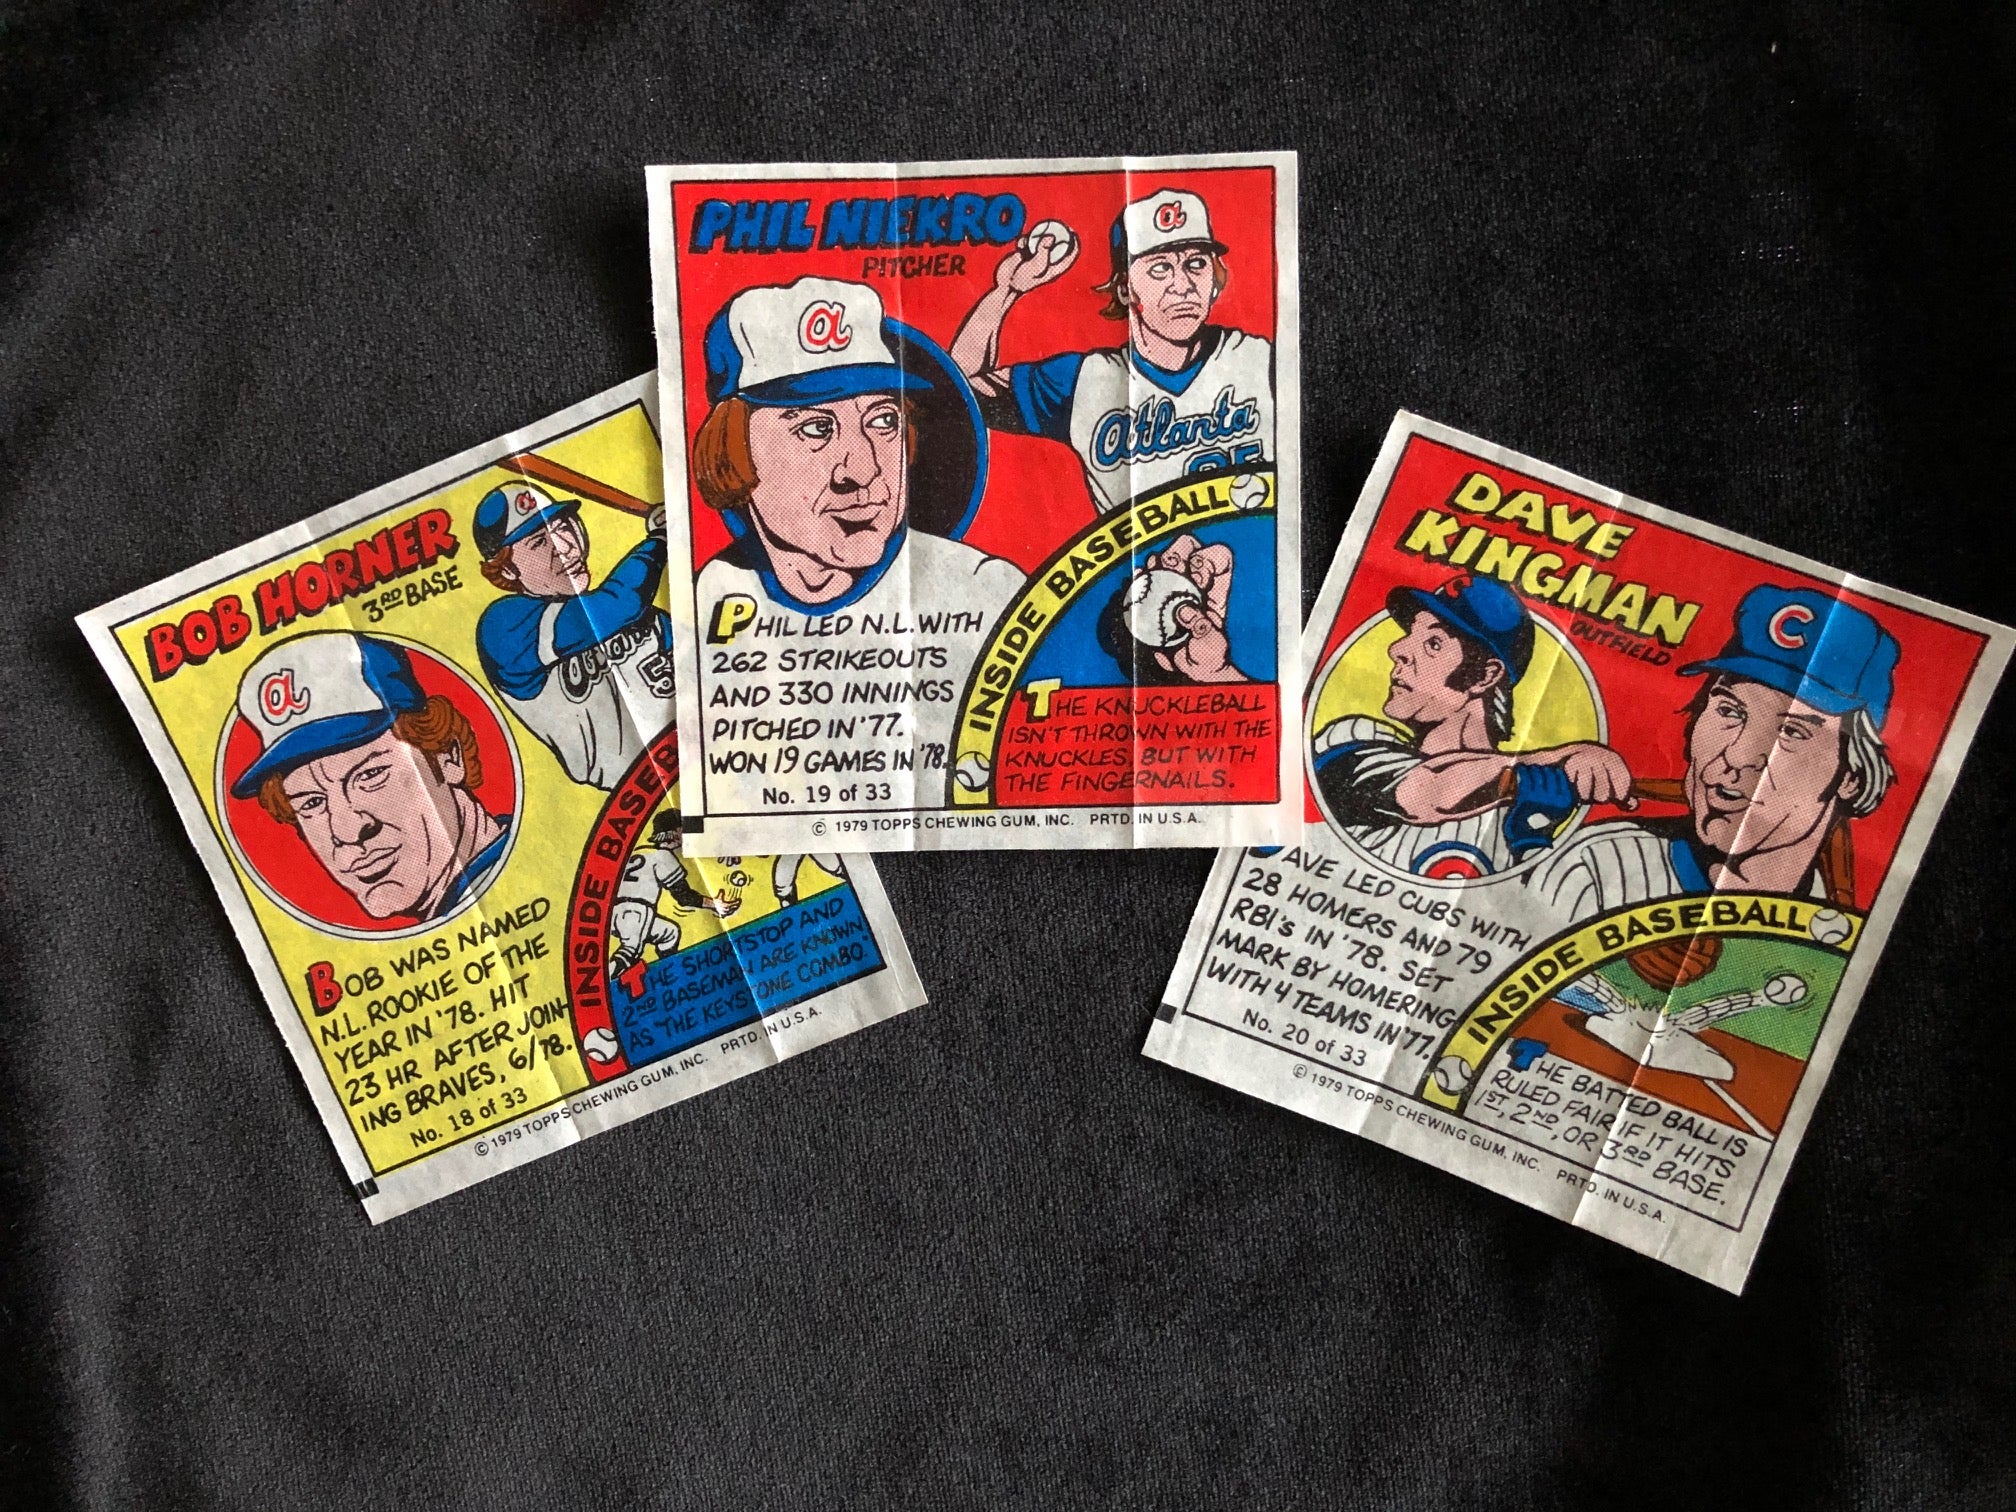 BOB HORNER
3RD BASE
a
a
Atlanta
5
BOB WAS NAMED
N.L. ROOKIE OF THE
YEAR IN '78. HIT
23 HR AFTER JOIN-
ING BRAVES, 6/78.
No. 18 of 33
INSIDE BASEB
2
THE SHORTSTOP AND
2ND BASEMAN ARE KNOWN
AS THE "KEYSTONE COMBO."
© 1979 TOPPS CHEWING GUM, INC. PRTD. IN U.S.A.
PHIL NIEKRO
PITCHER
a
a
Atlanta
35
PHIL LED N.L. WITH
262 STRIKEOUTS
AND 330 INNINGS
PITCHED IN '77.
WON 19 GAMES IN '78.
No. 19 of 33
INSIDE BASEBALL
THE KNUCKLEBALL
ISN'T THROWN WITH THE
KNUCKLES, BUT WITH
THE FINGERNAILS.
© 1979 TOPPS CHEWING GUM, INC. PRTD. IN U.S.A.
DAVE
KINGMAN
OUTFIELD
C
C
DAVE LED CUBS WITH
28 HOMERS AND 79
RBI's IN '78. SET
MARK BY HOMERING
WITH 4 TEAMS IN '77.
No. 20 of 33
INSIDE BASEBALL
THE BATTED BALL IS
RULED FAIR IF IT HITS
1ST, 2ND, OR 3RD BASE.
© 1979 TOPPS CHEWING GUM, INC. PRTD. IN U.S.A.